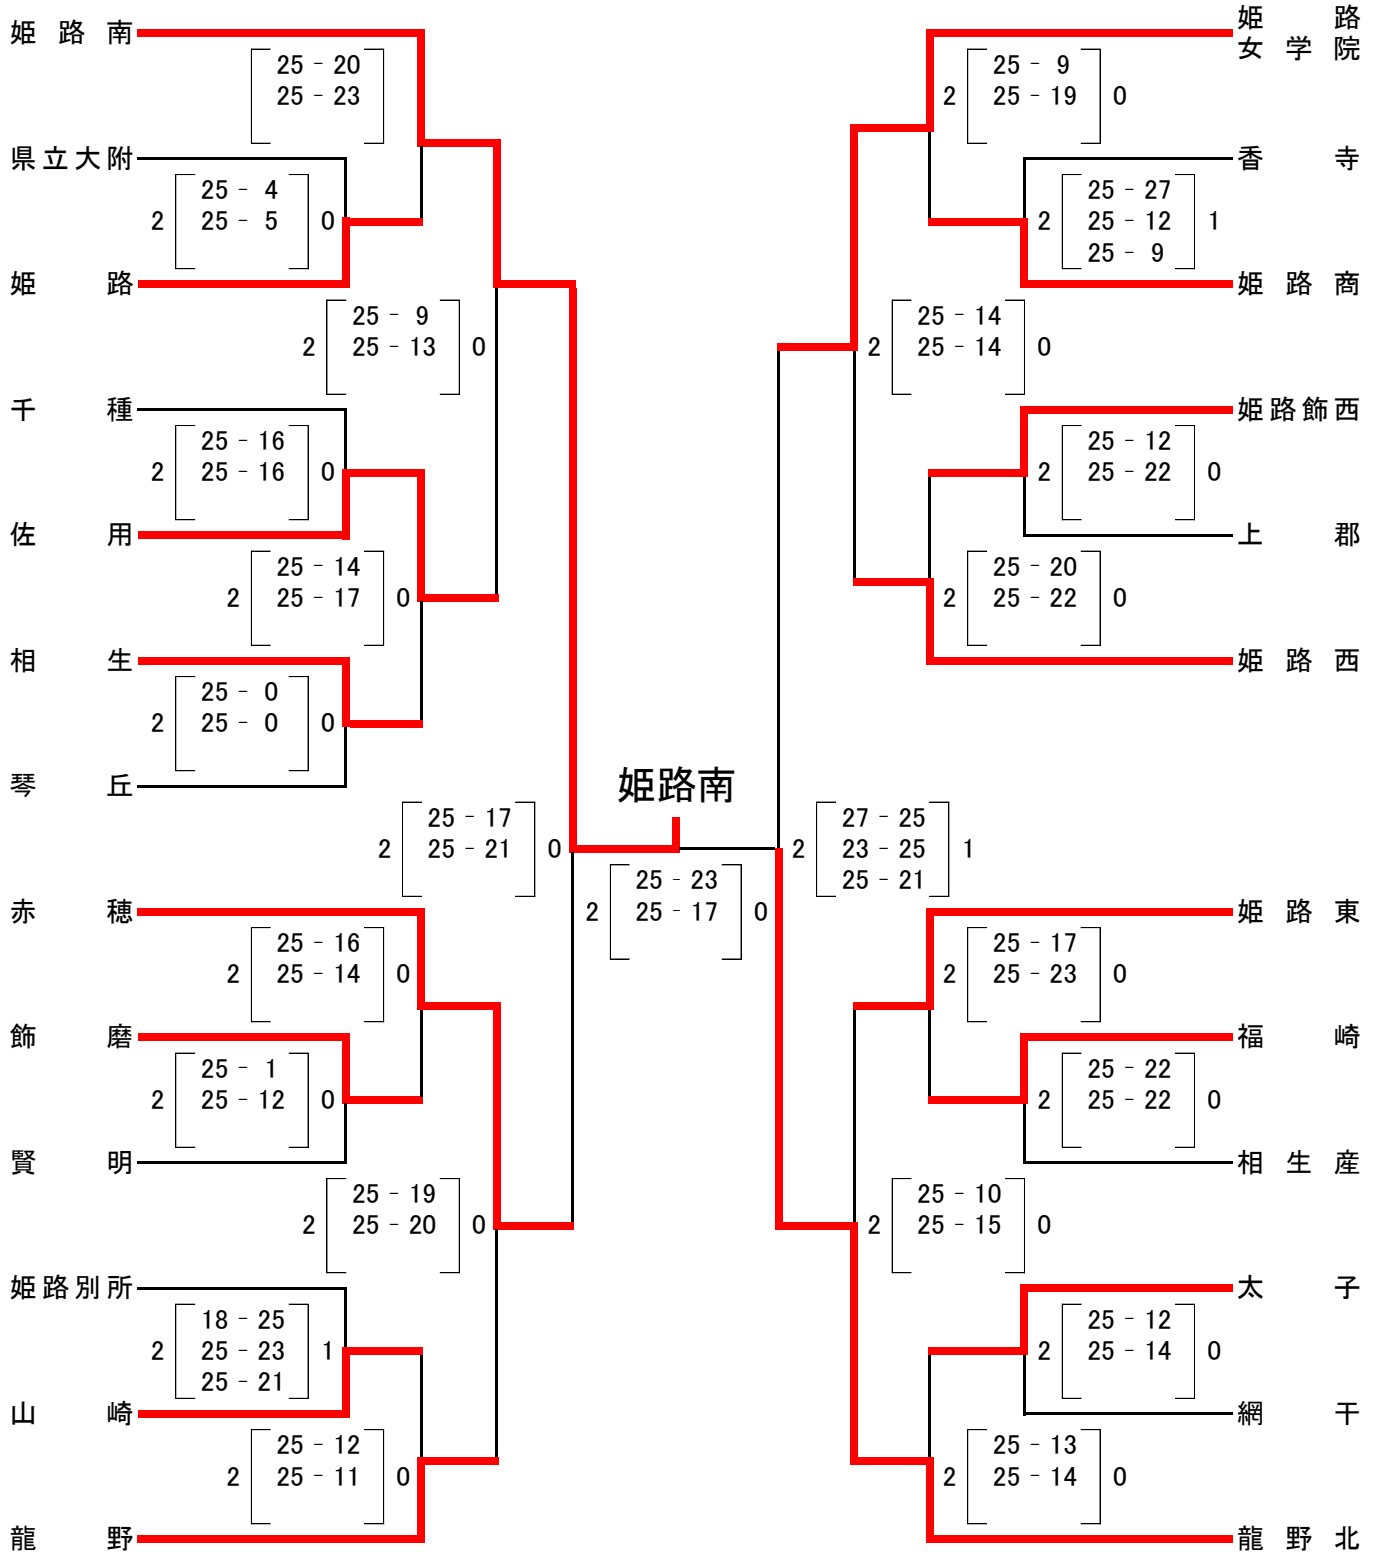 姫路南
25 - 20
25 - 23
県立大附
25 - 4
2 25 - 5 0
姫路
25 - 9
2 25 - 13 0
千種
25 - 16
2 25 - 16 0
佐用
25 - 14
2 25 - 17 0
相生
25 - 0
2 25 - 0 0
琴丘
25 - 17
2 25 - 21 0
赤穂
25 - 16
2 25 - 14 0
飾磨
25 - 1
2 25 - 12 0
賢明
25 - 19
2 25 - 20 0
姫路別所
18 - 25
2 25 - 23 1
25 - 21
山崎
25 - 12
2 25 - 11 0
龍野
姫路南
25 - 23
2 25 - 17 0
姫路
女学院
25 - 9
2 25 - 19 0
香寺
25 - 27
2 25 - 12 1
25 - 9
姫路商
25 - 14
2 25 - 14 0
姫路飾西
25 - 12
2 25 - 22 0
上郡
25 - 20
2 25 - 22 0
姫路西
27 - 25
2 23 - 25 1
25 - 21
姫路東
25 - 17
2 25 - 23 0
福崎
25 - 22
2 25 - 22 0
相生産
25 - 10
2 25 - 15 0
太子
25 - 12
2 25 - 14 0
網干
25 - 13
2 25 - 14 0
龍野北